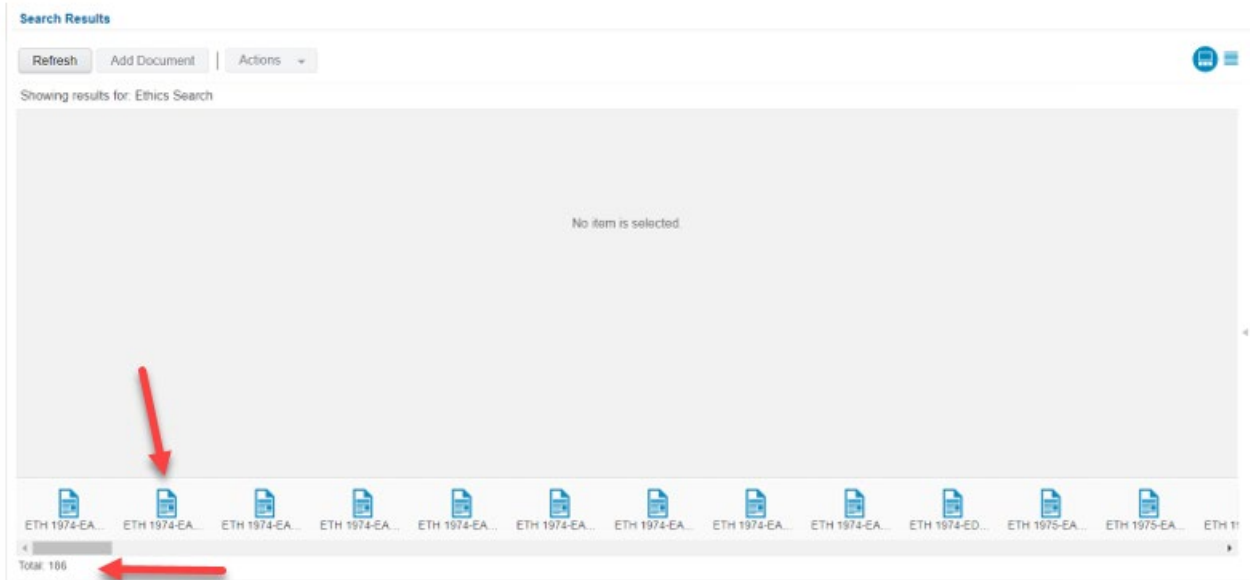 Search Results
Refresh Add Document Actions
Showing results for: Ethics Search
No item is selected.
ETH 1974-EA... ETH 1974-EA... ETH 1974-EA... ETH 1974-EA... ETH 1974-EA... ETH 1974-EA... ETH 1974-EA... ETH 1974-EA... ETH 1974-EA... ETH 1974-ED... ETH 1975-EA... ETH 1975-EA... ETH
Total: 186